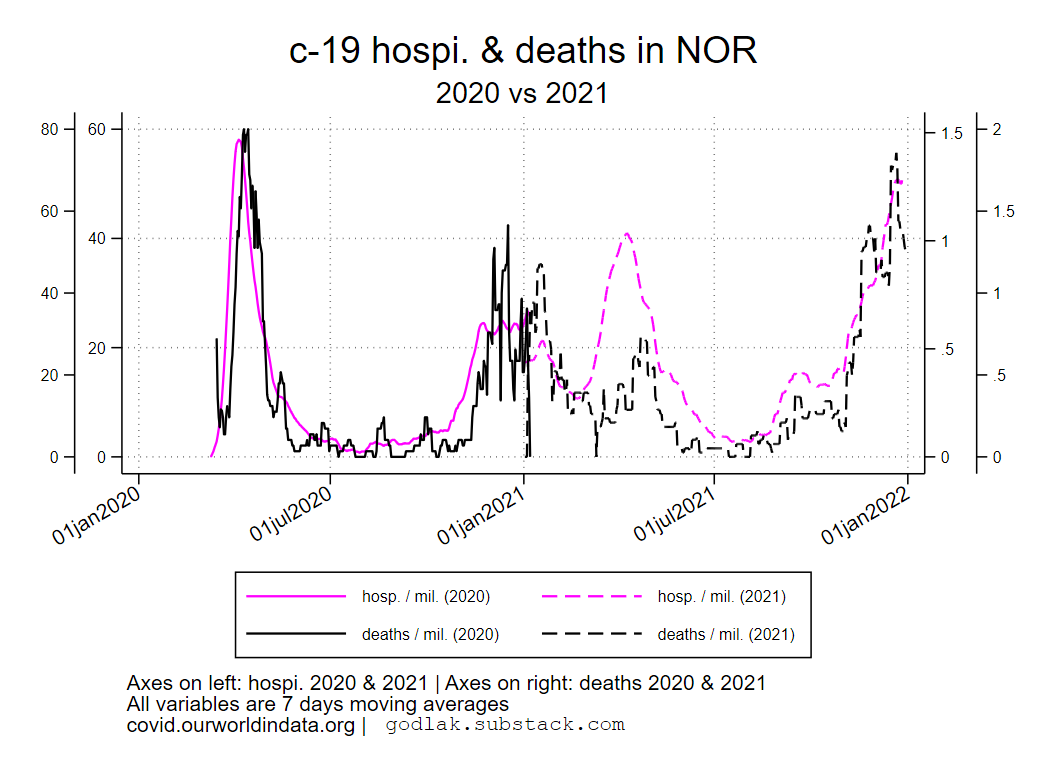 c-19 hospi. & deaths in NOR
2020 vs 2021
80
60
40
20
0
60
40
20
0
1.5
1
.5
0
2
1.5
1
.5
0
01jan2020
01jul2020
01jan2021
01jul2021
01jan2022
hosp. / mil. (2020)
hosp. / mil. (2021)
deaths / mil. (2020)
deaths / mil. (2021)
Axes on left: hospi. 2020 & 2021 | Axes on right: deaths 2020 & 2021
All variables are 7 days moving averages
covid.ourworldindata.org | godlak.substack.com